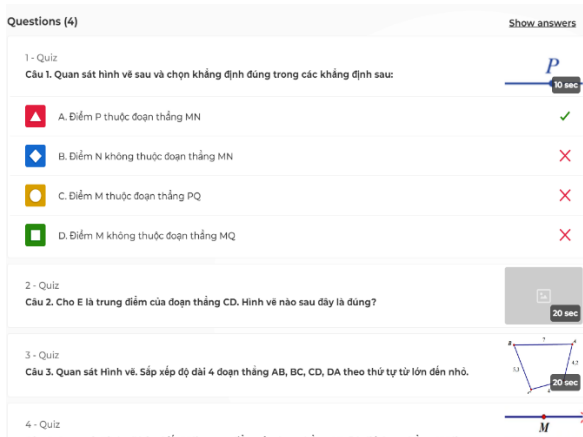 Questions (4)
Show answers
1 - Quiz
Câu 1. Quan sát hình vẽ sau và chọn khẳng định đúng trong các khẳng định sau:
P
10 sec
A. Điểm P thuộc đoạn thẳng MN
B. Điểm N không thuộc đoạn thẳng MN
C. Điểm M thuộc đoạn thẳng PQ
D. Điểm M không thuộc đoạn thẳng MQ
2 - Quiz
Câu 2. Cho E là trung điểm của đoạn thẳng CD. Hình vẽ nào sau đây là đúng?
20 sec
3 - Quiz
Câu 3. Quan sát Hình vẽ. Sắp xếp độ dài 4 đoạn thẳng AB, BC, CD, DA theo thứ tự từ lớn đến nhỏ.
20 sec
4 - Quiz
M